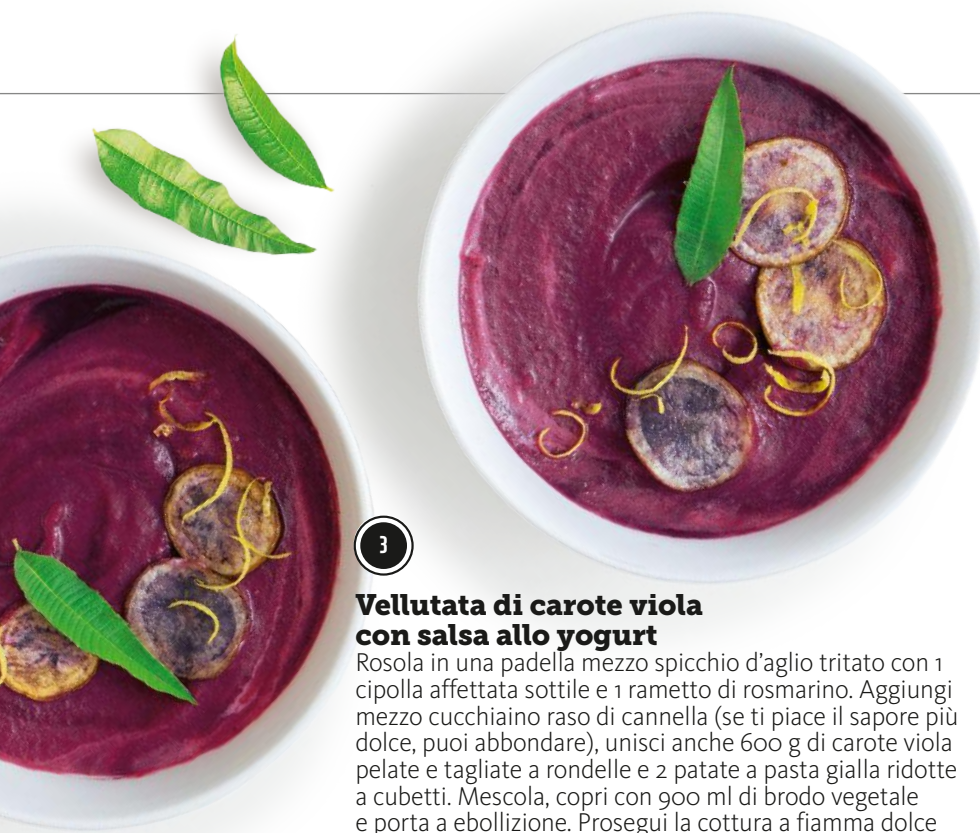 3
Vellutata di carote viola
con salsa allo yogurt
Rosola in una padella mezzo spicchio d’aglio tritato con 1
cipolla affettata sottile e 1 rametto di rosmarino. Aggiungi
mezzo cucchiaino raso di cannella (se ti piace il sapore più
dolce, puoi abbondare), unisci anche 600 g di carote viola
pelate e tagliate a rondelle e 2 patate a pasta gialla ridotte
a cubetti. Mescola, copri con 900 ml di brodo vegetale
e porta a ebollizione. Prosegui la cottura a fiamma dolce